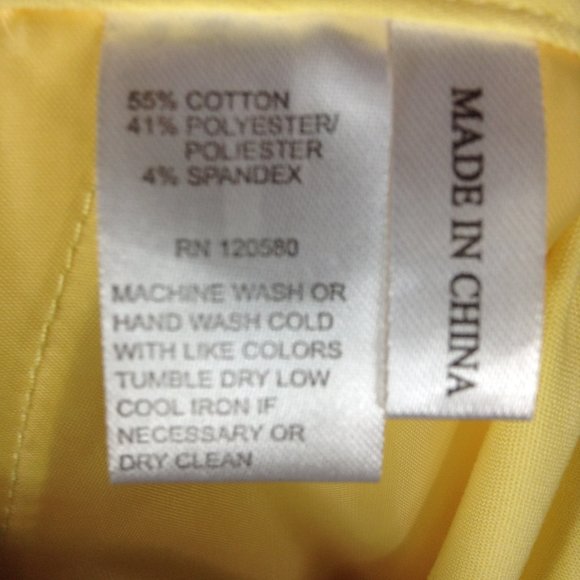 55% COTTON
41% POLYESTER/
POLIESTER
4% SPANDEX
RN 120580
MACHINE WASH OR
HAND WASH COLD
WITH LIKE COLORS
TUMBLE DRY LOW
COOL IRON IF
NECESSARY OR
DRY CLEAN
MADE IN CHINA